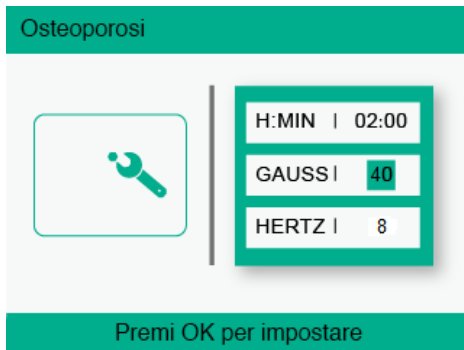 Osteoporosi
H:MIN | 02:00
GAUSS | 40
HERTZ | 8
Premi OK per impostare